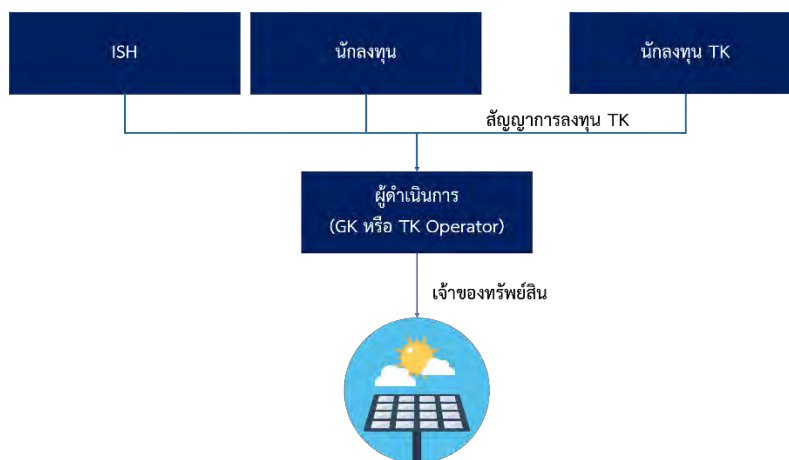 ISH
นักลงทุน
นักลงทุน TK
สัญญาการลงทุน TK
ผู้ดำเนินการ
(GK หรือ TK Operator)
เจ้าของทรัพย์สิน